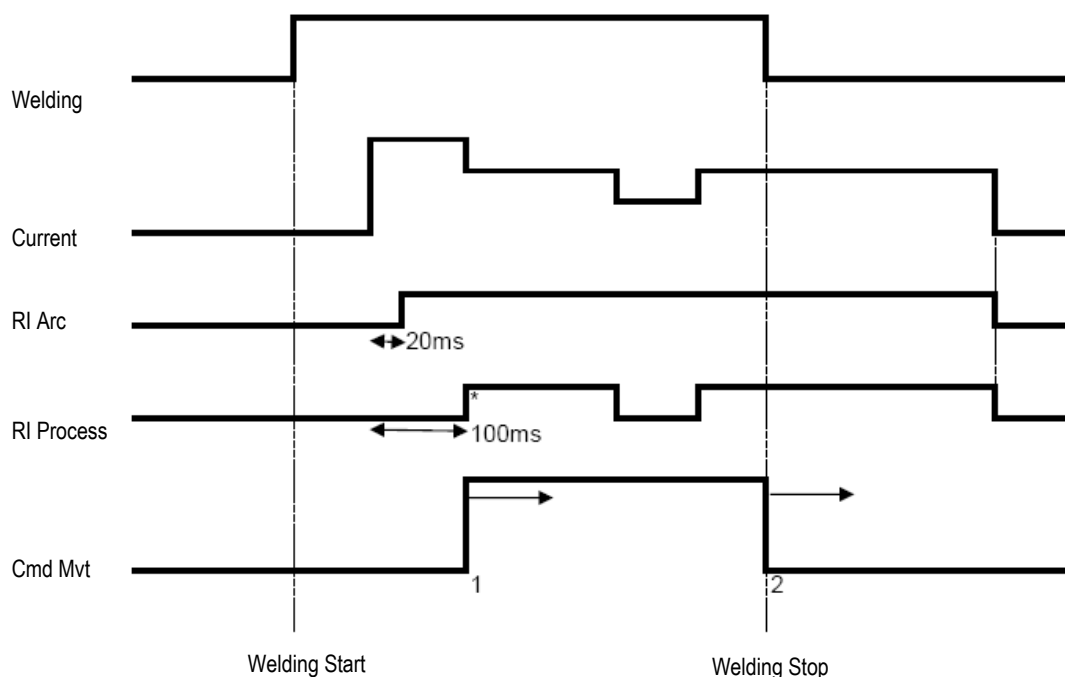 Welding
Current
RI Arc
20ms
*
RI Process
100ms
Cmd Mvt
1
2
Welding Start
Welding Stop